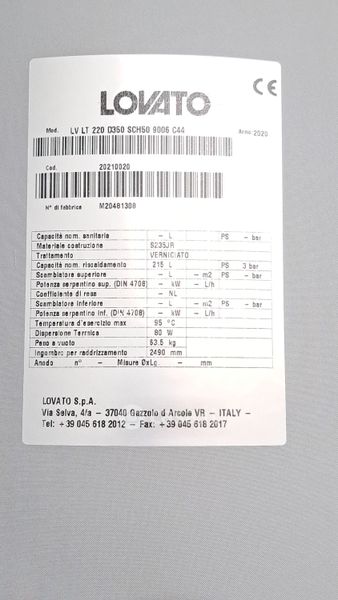 LOVATO
CE
Mod. LV LT 220 D350 SCH50 9006 C44 Anno: 2020
Cod. 20210020
N° di fabbrica M20481308
Capacità nom. sanitaria - L PS - bar
Materiale costruzione S235JR
Trattamento VERNICIATO
Capacità nom. riscaldamento 215 L PS 3 bar
Scambiatore superiore - L - m2 PS - bar
Potenza serpentino sup. (DIN 4708) - kW - L/h
Coefficiente di resa - NL
Scambiatore inferiore - L - m2 PS - bar
Potenza serpentino inf. (DIN 4708) - kW - L/h
Temperatura d'esercizio max 95 °C
Dispersione Termica 80 W
Peso a vuoto 63.5 kg
Ingombro per raddrizzamento 2490 mm
Anodo n° - Misure ØxLg. - mm
LOVATO S.p.A.
Via Selva, 4/a - 37040 Gazzolo d Arcole VR - ITALY -
Tel: +39 045 618 2012 - Fax: +39 045 618 2017